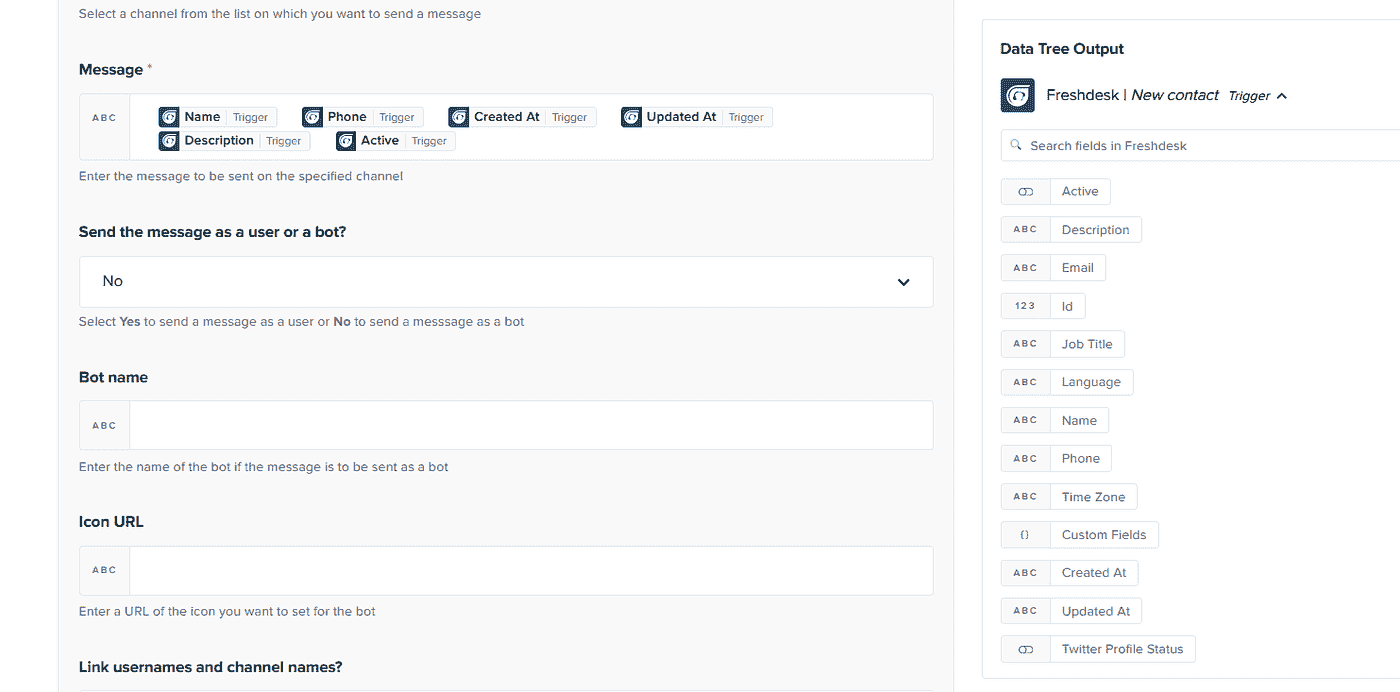 Select a channel from the list on which you want to send a message
Message *
ABC
Name Trigger Phone Trigger Created At Trigger Updated At Trigger
Description Trigger Active Trigger
Enter the message to be sent on the specified channel
Send the message as a user or a bot?
No
Select Yes to send a message as a user or No to send a messsage as a bot
Bot name
ABC
Enter the name of the bot if the message is to be sent as a bot
Icon URL
ABC
Enter a URL of the icon you want to set for the bot
Link usernames and channel names?
Data Tree Output
Freshdesk | New contact Trigger
Search fields in Freshdesk
Active
ABC Description
ABC Email
123 Id
ABC Job Title
ABC Language
ABC Name
ABC Phone
ABC Time Zone
{} Custom Fields
ABC Created At
ABC Updated At
Twitter Profile Status